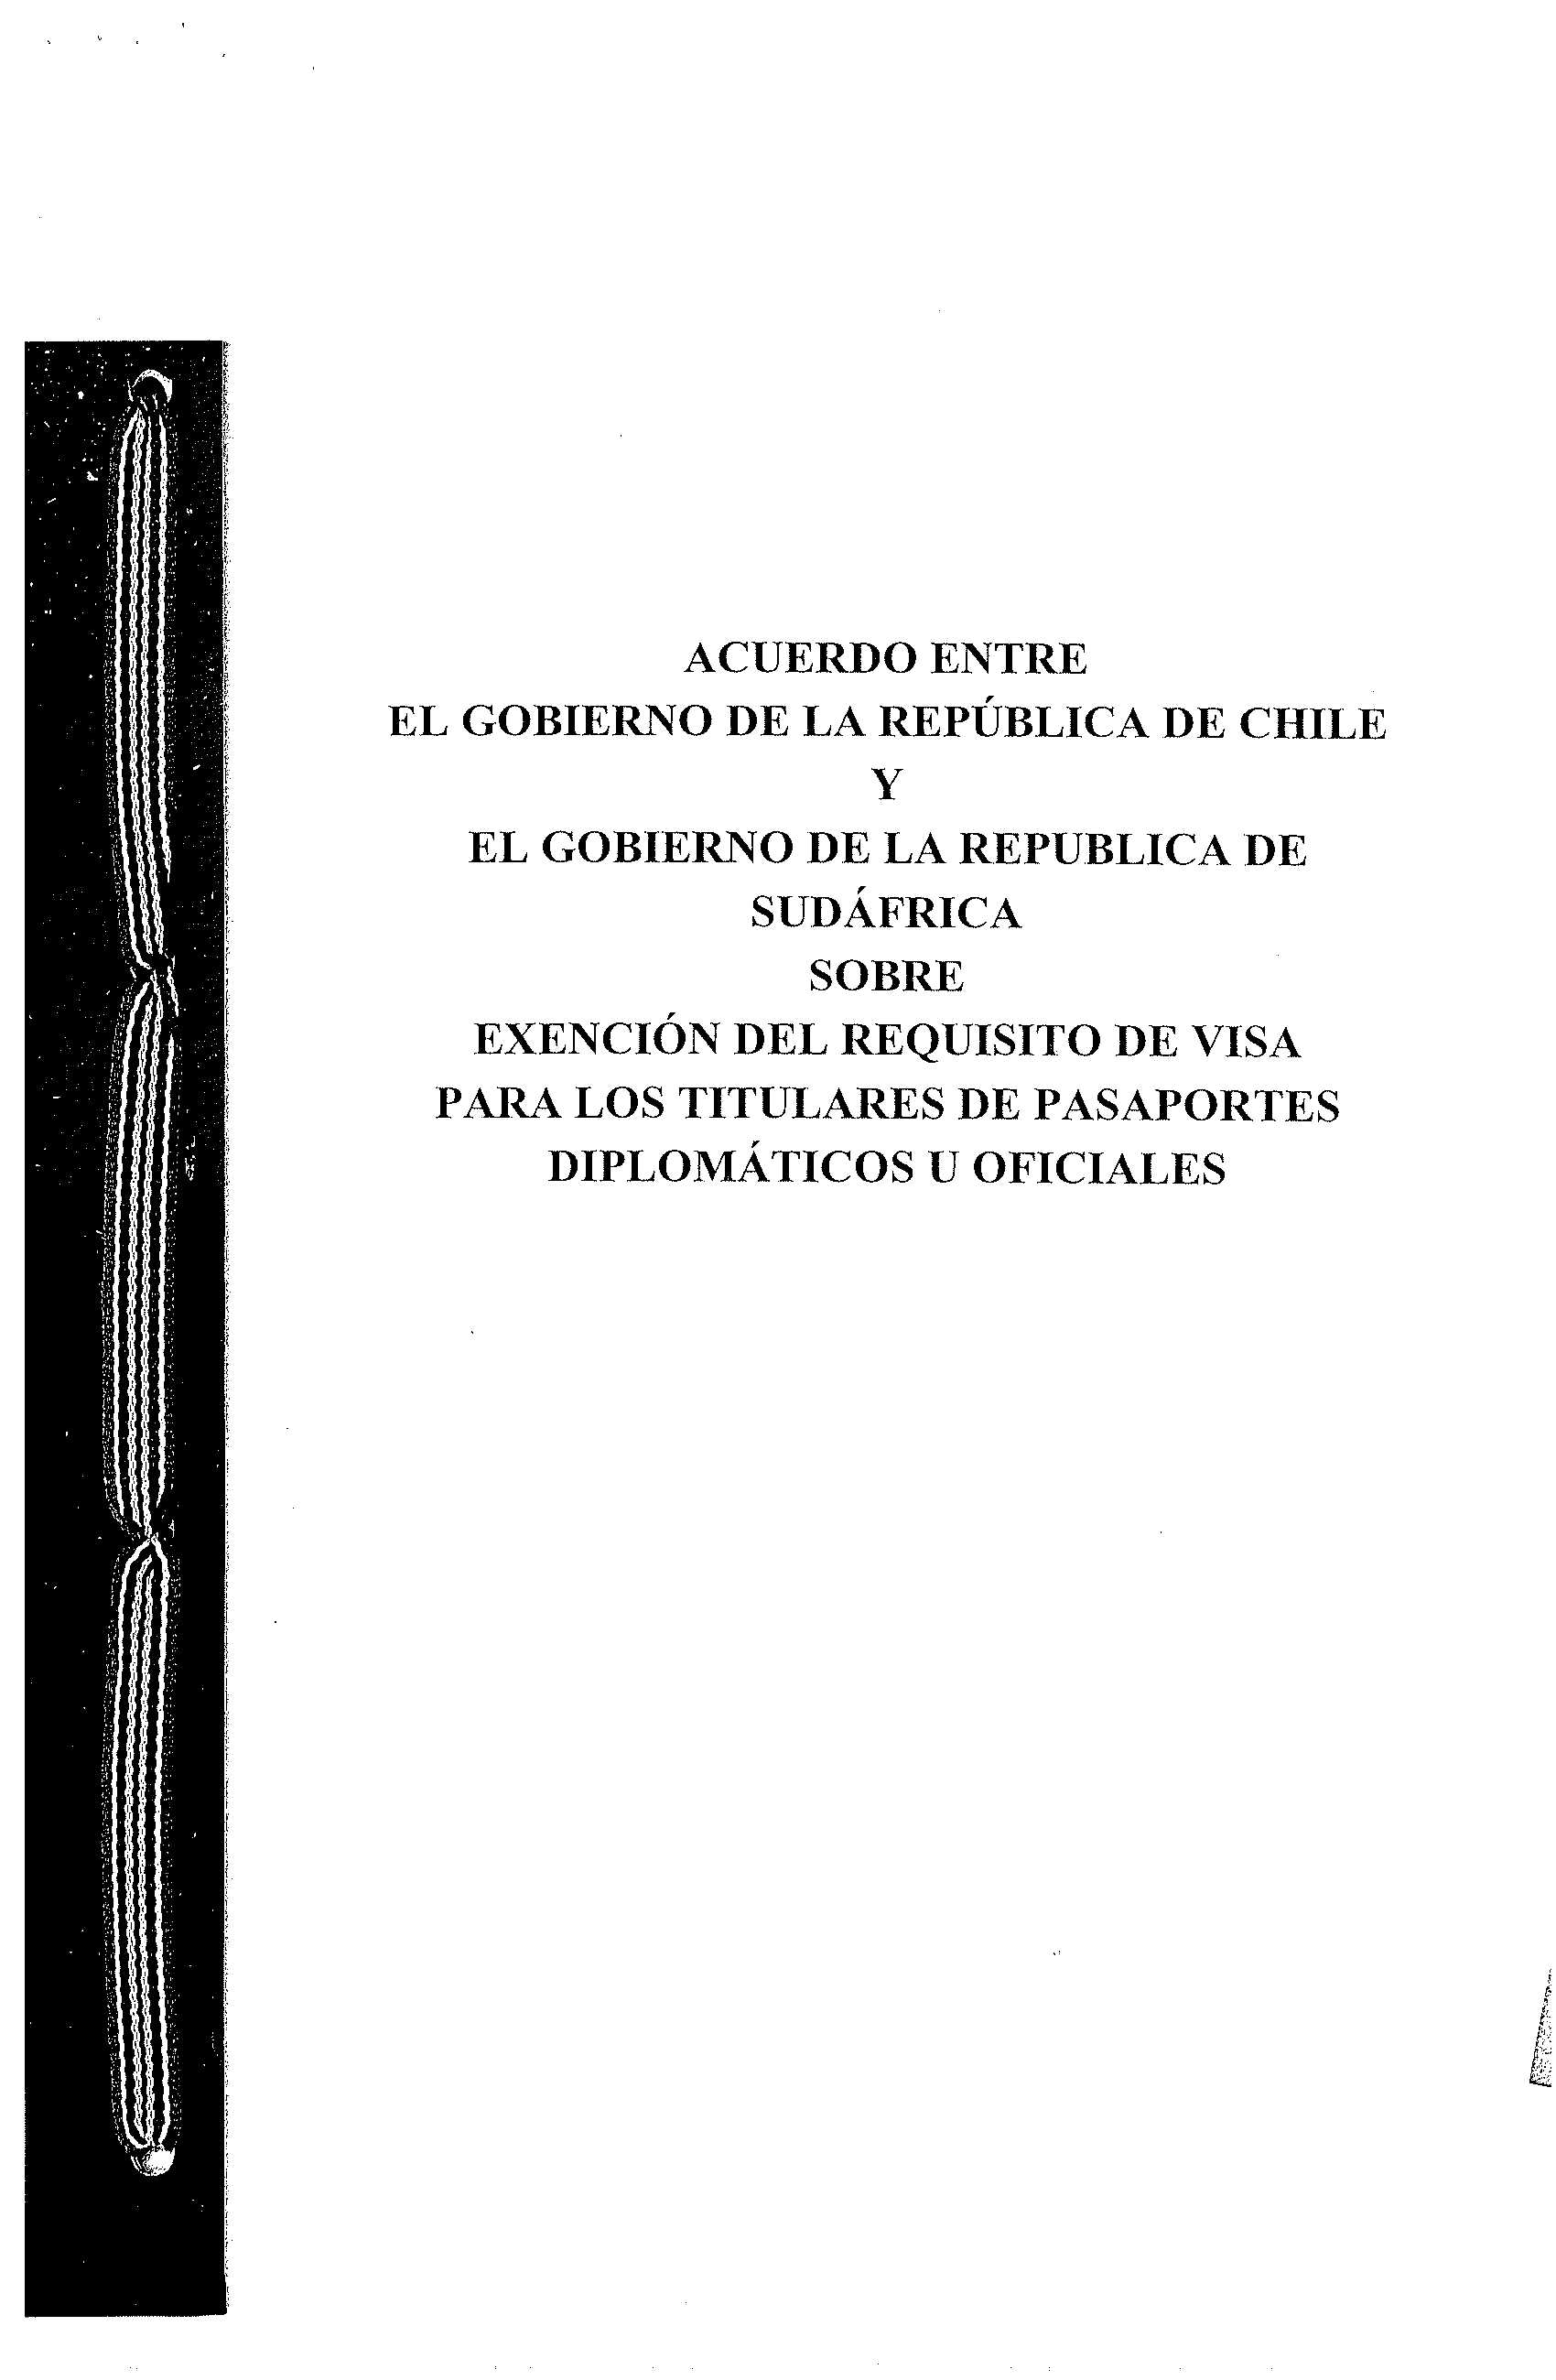 ACUERDO ENTRE
EL GOBIERNO DE LA REPÚBLICA DE CHILE
Y
EL GOBIERNO DE LA REPUBLICA DE
SUDÁFRICA
SOBRE
EXENCIÓN DEL REQUISITO DE VISA
PARA LOS TITULARES DE PASAPORTES
DIPLOMÁTICOS U OFICIALES